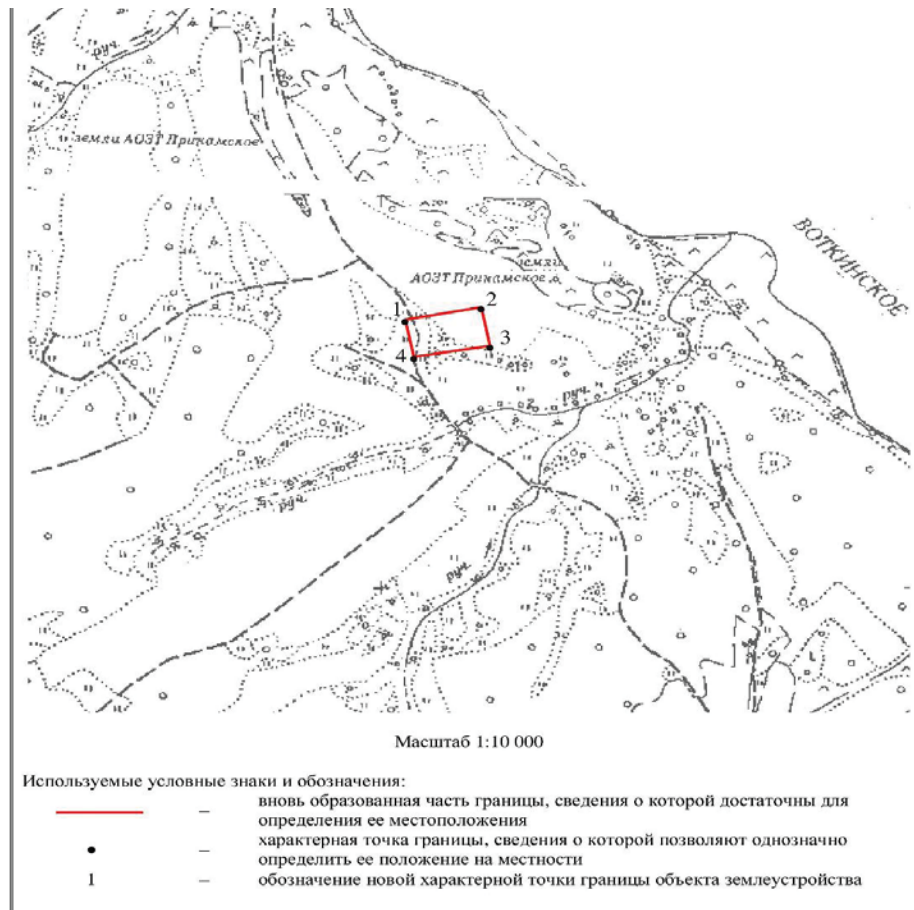 руч.
земли АОЗТ Прикамское
ВОТКИНСКОЕ
земли
АОЗТ Прикамское
1
2
3
4
руч.
руч.
руч.
Масштаб 1:10 000
Используемые условные знаки и обозначения:
– вновь образованная часть границы, сведения о которой достаточны для
определения ее местоположения
– характерная точка границы, сведения о которой позволяют однозначно
определить ее положение на местности
1 – обозначение новой характерной точки границы объекта землеустройства